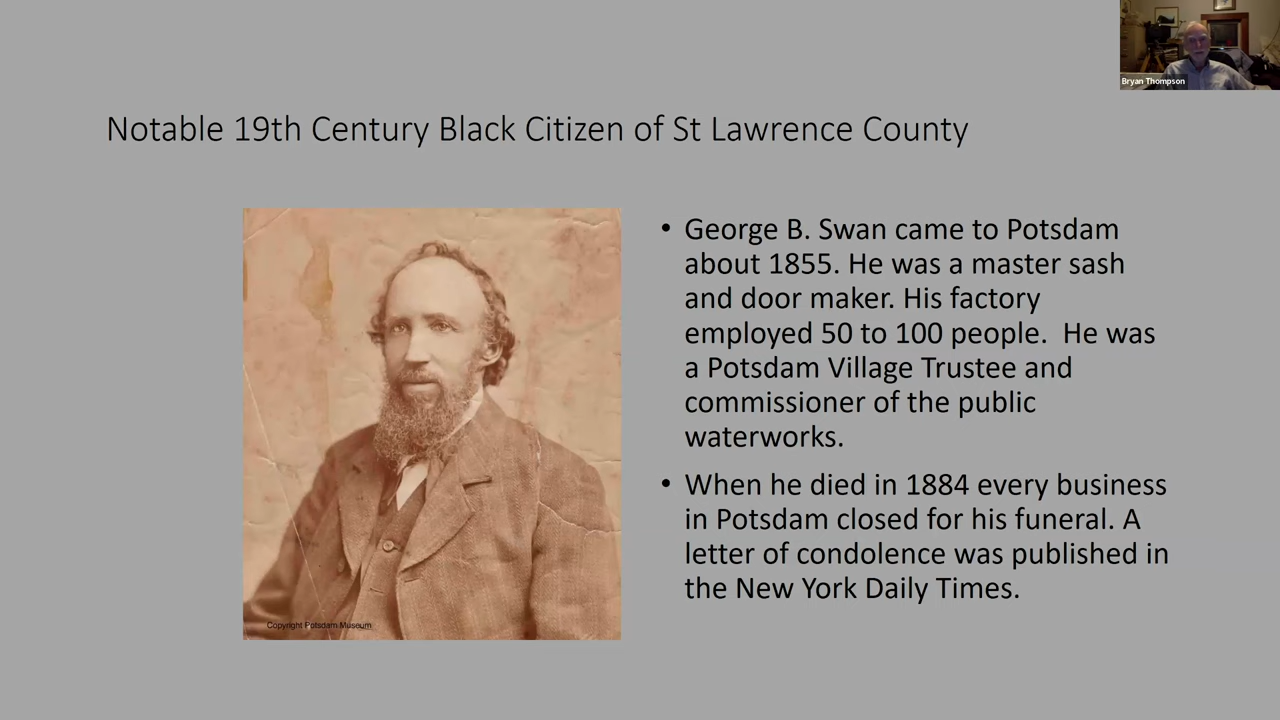 Bryan Thompson
Notable 19th Century Black Citizen of St Lawrence County
• George B. Swan came to Potsdam
about 1855. He was a master sash
and door maker. His factory
employed 50 to 100 people.  He was
a Potsdam Village Trustee and
commissioner of the public
waterworks.
• When he died in 1884 every business
in Potsdam closed for his funeral. A
letter of condolence was published in
the New York Daily Times.
Copyright Potsdam Museum